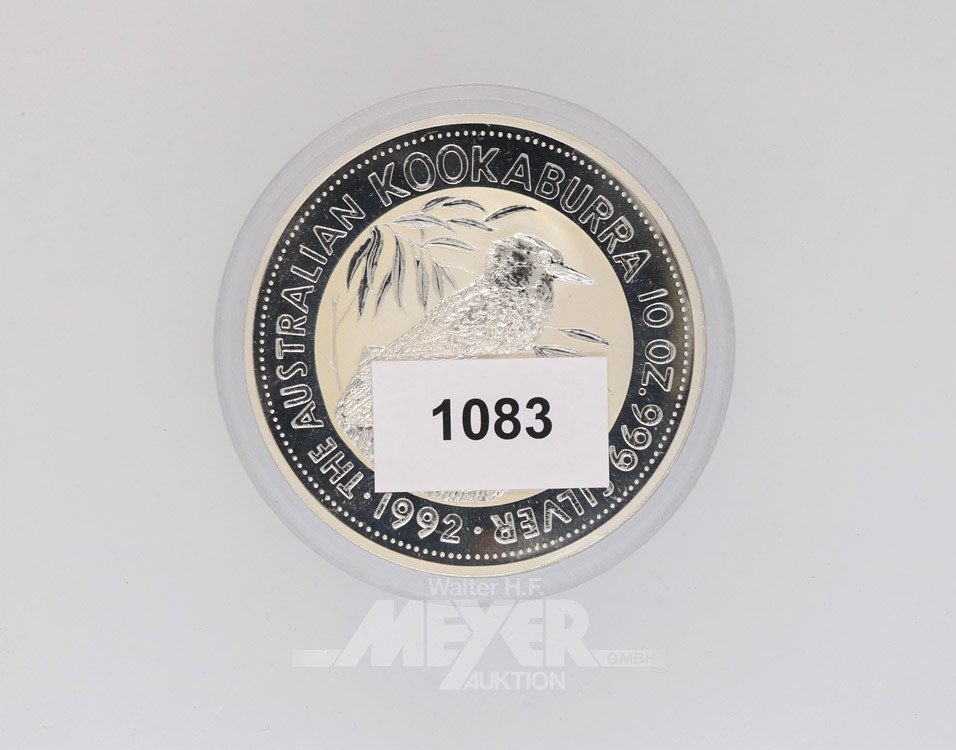 THE AUSTRALIAN KOOKABURRA 10 OZ. 999 SILVER · 1992 ·
1083
Walter H.F.
MEYER
GMBH
AUKTION